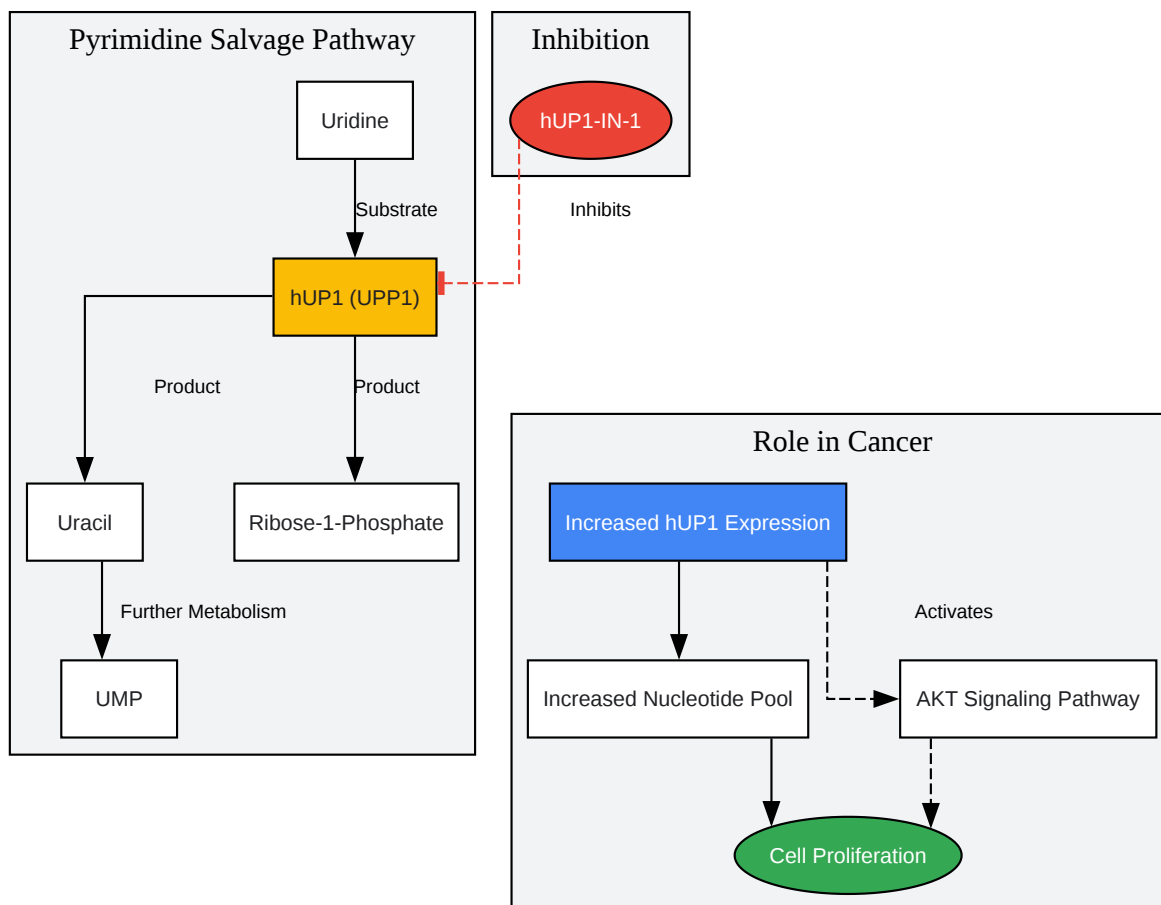 Pyrimidine Salvage Pathway
Inhibition
Uridine
hUP1-IN-1
Substrate
Inhibits
hUP1 (UPP1)
Product
Product
Role in Cancer
Uracil
Ribose-1-Phosphate
Increased hUP1 Expression
Further Metabolism
Activates
UMP
Increased Nucleotide Pool
AKT Signaling Pathway
Cell Proliferation